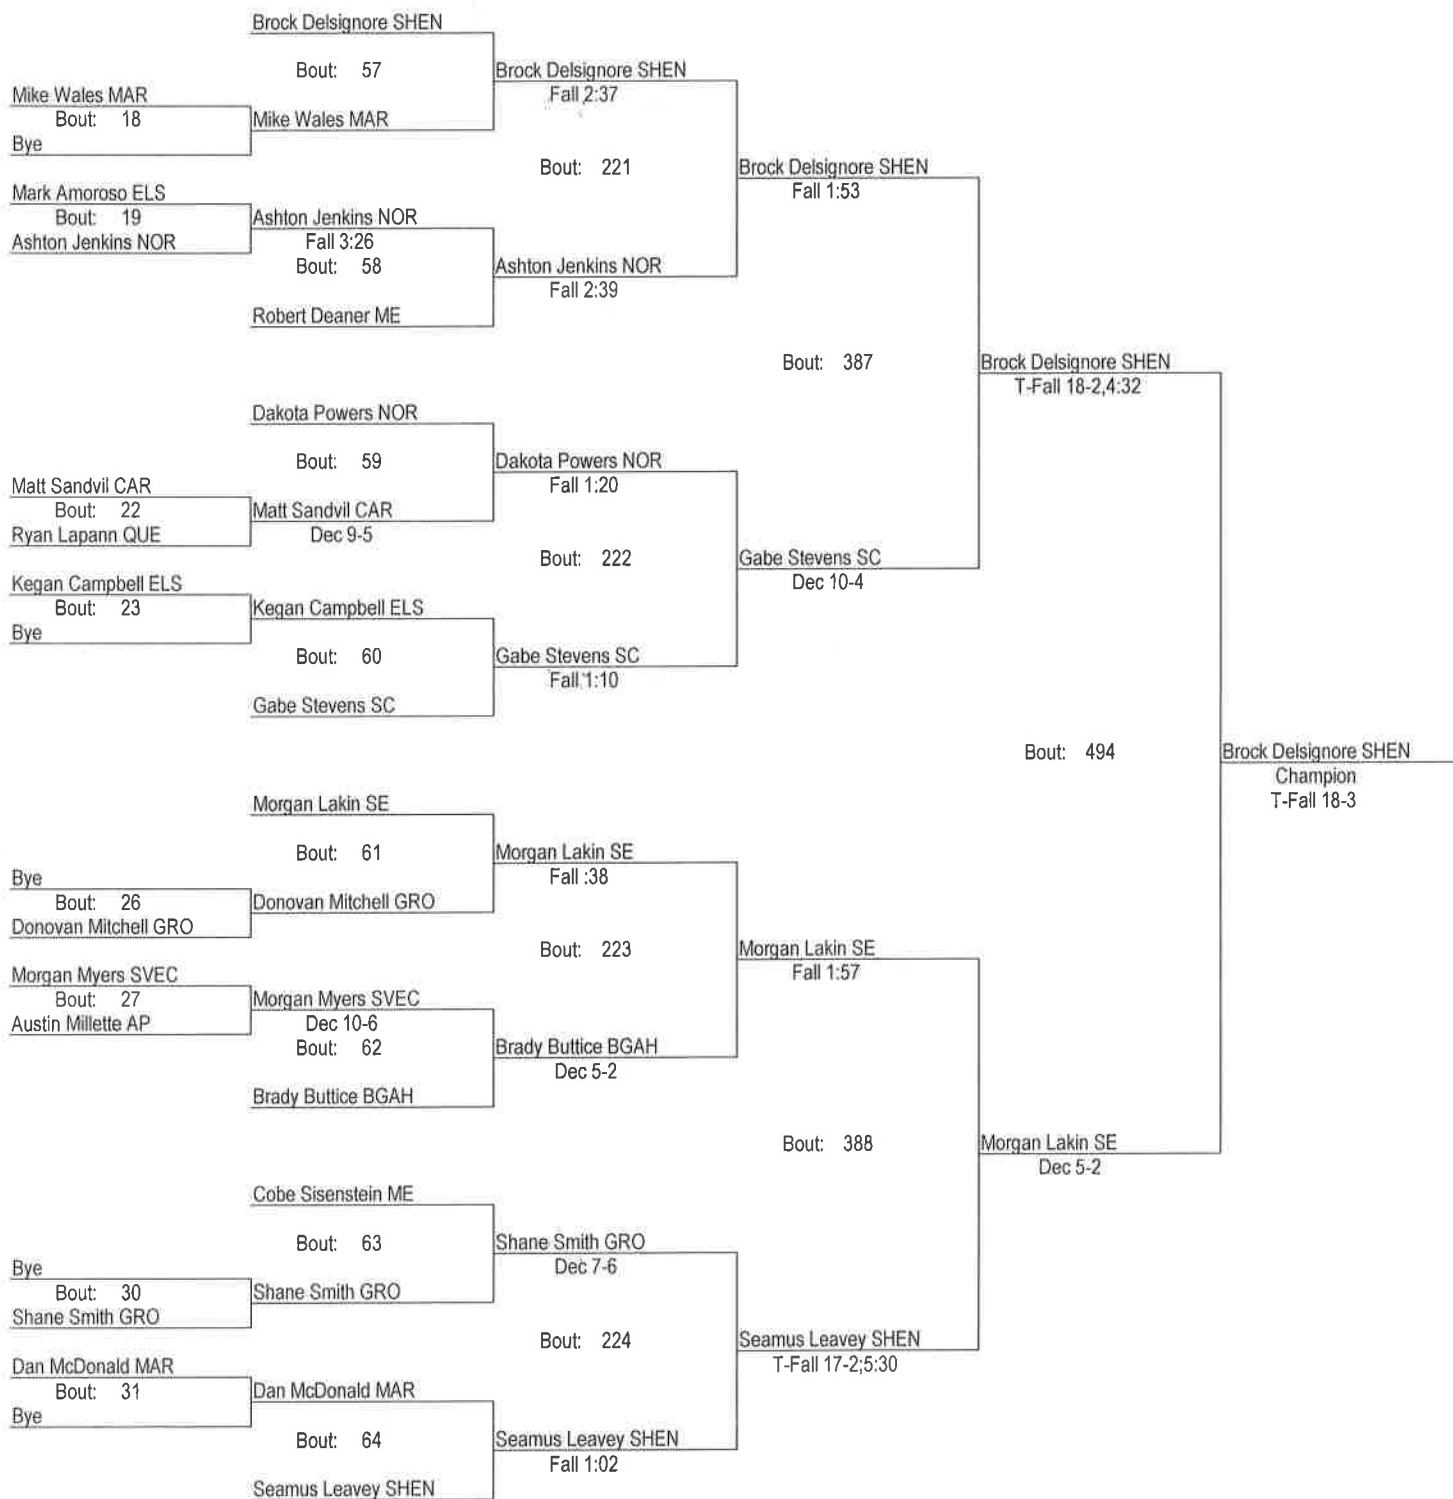 Brock Delsignore SHEN
Bout: 57
Brock Delsignore SHEN
Fall 2:37
Mike Wales MAR
Bout: 18
Mike Wales MAR
Bye
Bout: 221
Brock Delsignore SHEN
Fall 1:53
Mark Amoroso ELS
Bout: 19
Ashton Jenkins NOR
Ashton Jenkins NOR
Fall 3:26
Bout: 58
Ashton Jenkins NOR
Fall 2:39
Robert Deaner ME
Bout: 387
Brock Delsignore SHEN
T-Fall 18-2,4:32
Dakota Powers NOR
Bout: 59
Dakota Powers NOR
Fall 1:20
Matt Sandvil CAR
Bout: 22
Matt Sandvil CAR
Ryan Lapann QUE
Dec 9-5
Bout: 222
Gabe Stevens SC
Dec 10-4
Kegan Campbell ELS
Bout: 23
Kegan Campbell ELS
Bye
Bout: 60
Gabe Stevens SC
Fall 1:10
Gabe Stevens SC
Bout: 494
Brock Delsignore SHEN
Champion
T-Fall 18-3
Morgan Lakin SE
Bout: 61
Morgan Lakin SE
Fall :38
Bye
Bout: 26
Donovan Mitchell GRO
Donovan Mitchell GRO
Bout: 223
Morgan Lakin SE
Fall 1:57
Morgan Myers SVEC
Bout: 27
Morgan Myers SVEC
Austin Millette AP
Dec 10-6
Bout: 62
Brady Buttice BGAH
Dec 5-2
Brady Buttice BGAH
Bout: 388
Morgan Lakin SE
Dec 5-2
Cobe Sisenstein ME
Bout: 63
Shane Smith GRO
Dec 7-6
Bye
Bout: 30
Shane Smith GRO
Shane Smith GRO
Bout: 224
Seamus Leavey SHEN
T-Fall 17-2;5:30
Dan McDonald MAR
Bout: 31
Dan McDonald MAR
Bye
Bout: 64
Seamus Leavey SHEN
Fall 1:02
Seamus Leavey SHEN